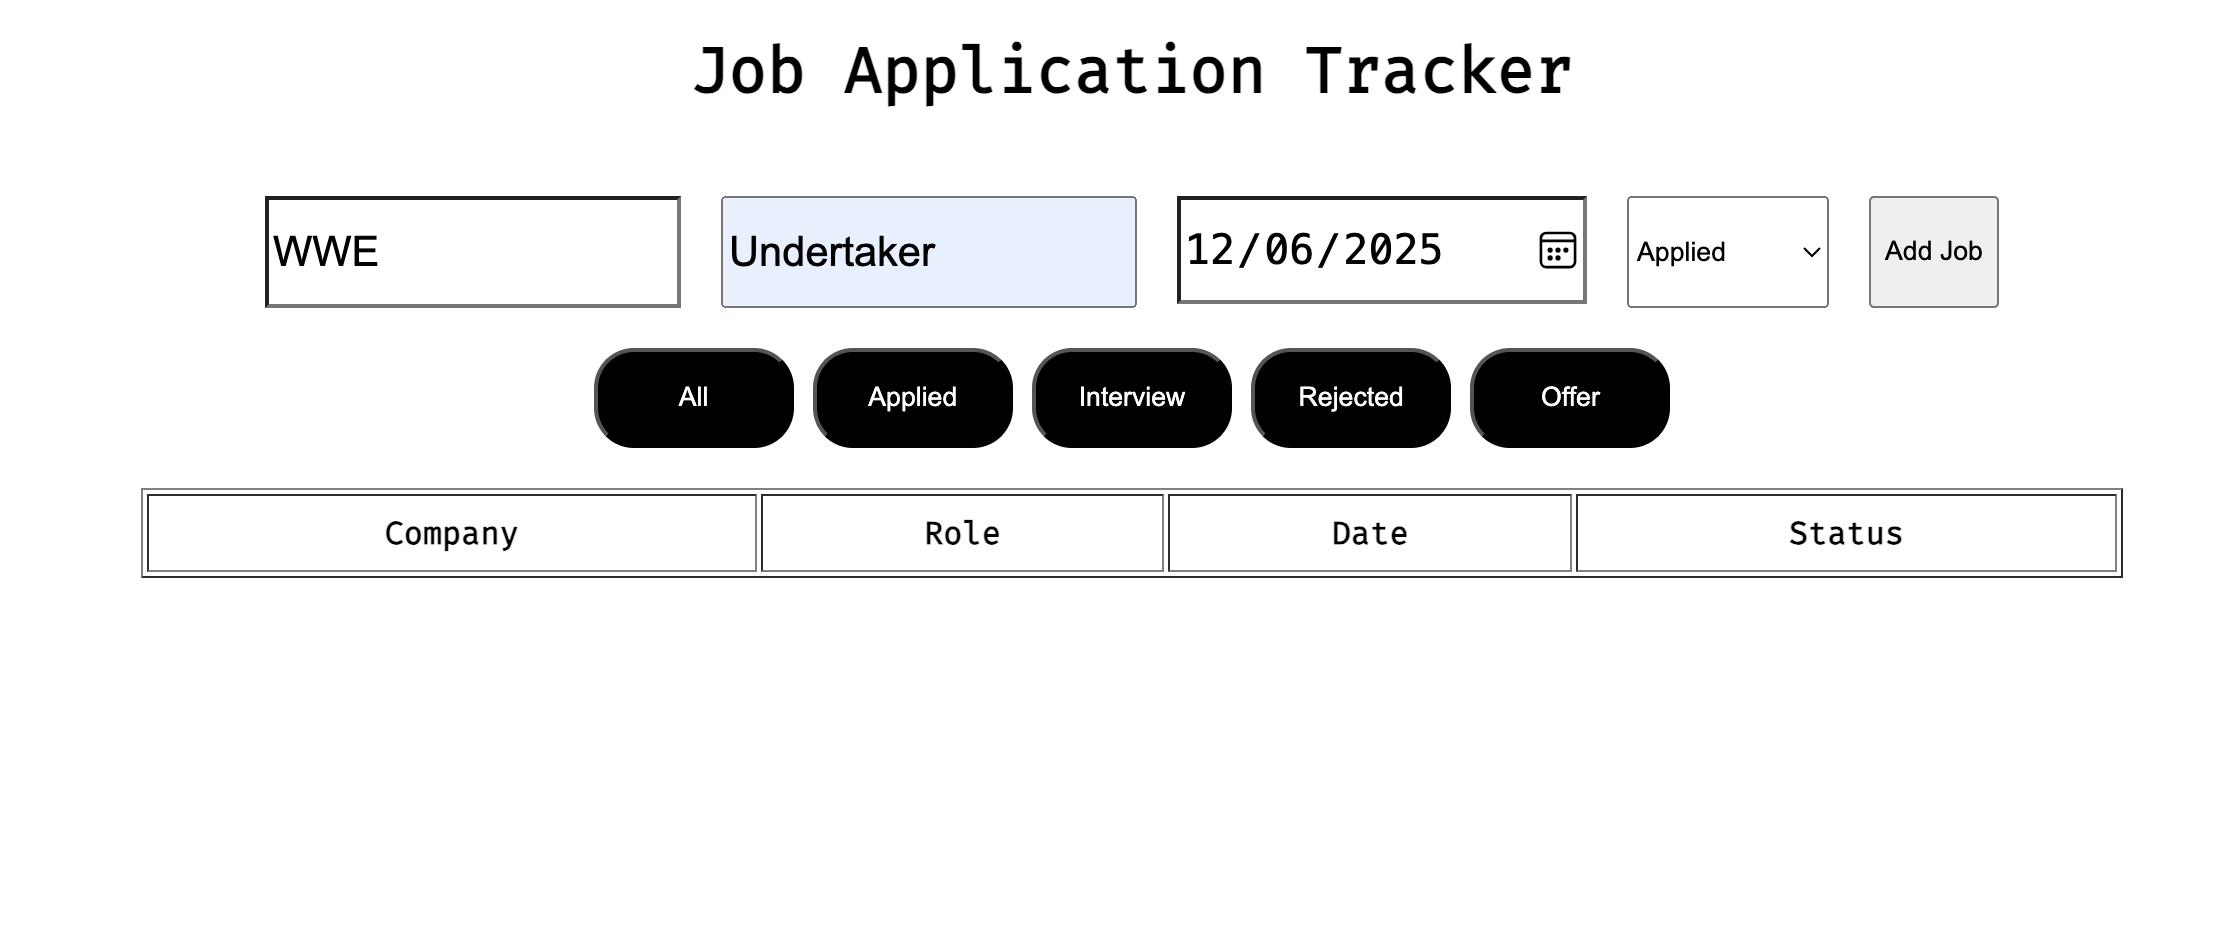 Job Application Tracker
WWE Undertaker 12/06/2025 Applied Add Job
All Applied Interview Rejected Offer
Company Role Date Status